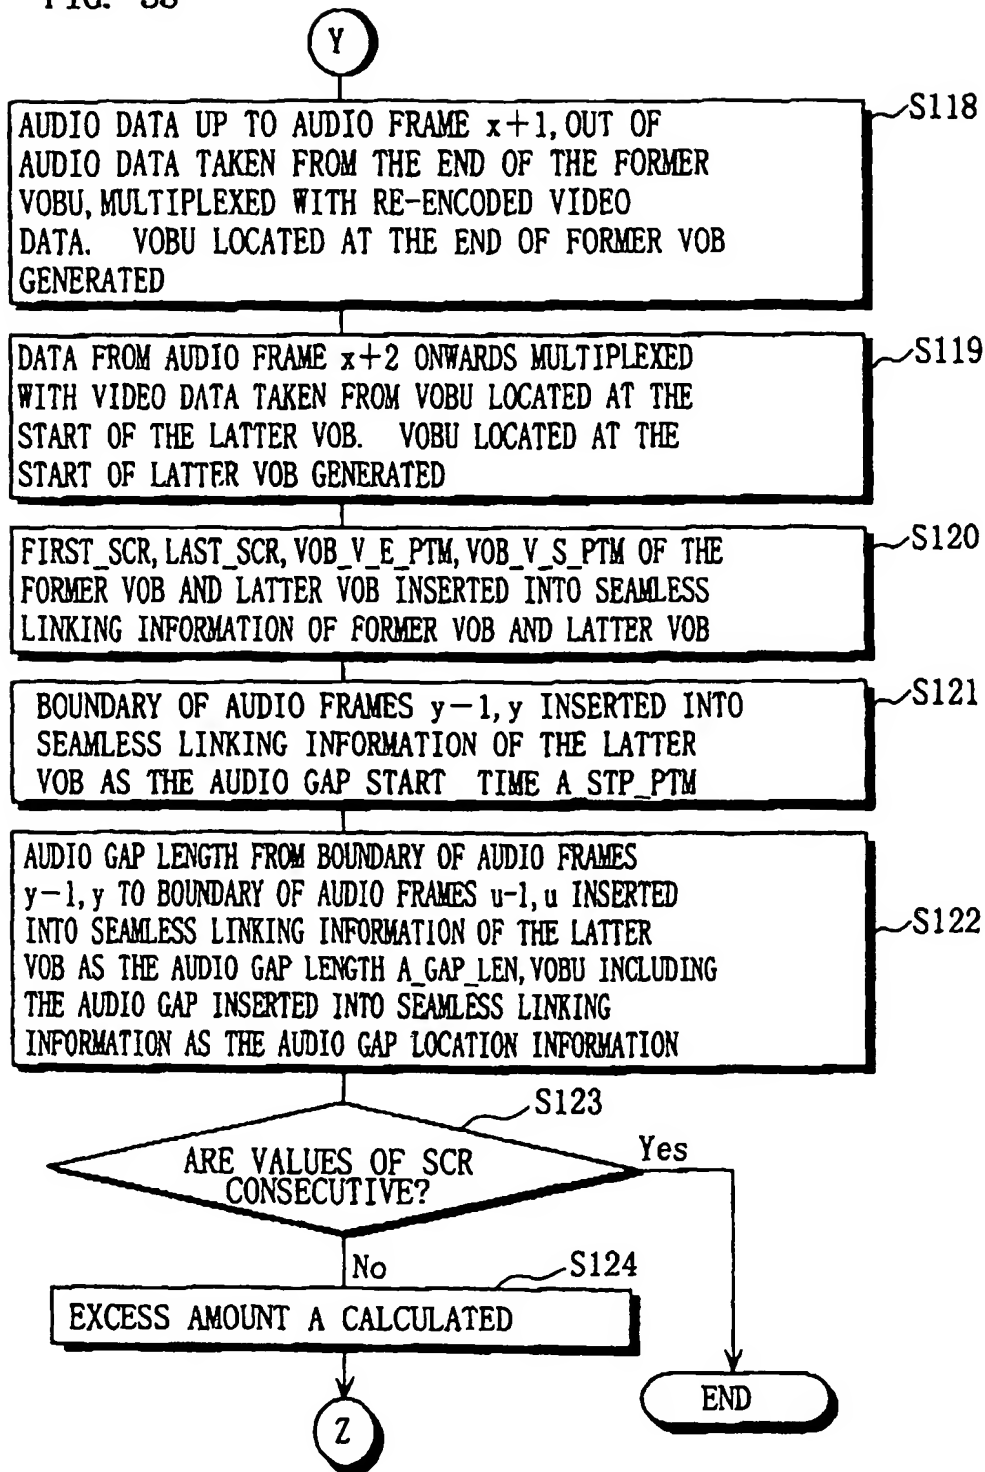 FIG. 33
Y
S118
AUDIO DATA UP TO AUDIO FRAME x+1, OUT OF
AUDIO DATA TAKEN FROM THE END OF THE FORMER
VOBU, MULTIPLEXED WITH RE-ENCODED VIDEO
DATA. VOBU LOCATED AT THE END OF FORMER VOB
GENERATED
S119
DATA FROM AUDIO FRAME x+2 ONWARDS MULTIPLEXED
WITH VIDEO DATA TAKEN FROM VOBU LOCATED AT THE
START OF THE LATTER VOB. VOBU LOCATED AT THE
START OF LATTER VOB GENERATED
S120
FIRST_SCR, LAST_SCR, VOB_V_E_PTM, VOB_V_S_PTM OF THE
FORMER VOB AND LATTER VOB INSERTED INTO SEAMLESS
LINKING INFORMATION OF FORMER VOB AND LATTER VOB
S121
BOUNDARY OF AUDIO FRAMES y-1, y INSERTED INTO
SEAMLESS LINKING INFORMATION OF THE LATTER
VOB AS THE AUDIO GAP START TIME A STP_PTM
S122
AUDIO GAP LENGTH FROM BOUNDARY OF AUDIO FRAMES
y-1, y TO BOUNDARY OF AUDIO FRAMES u-1, u INSERTED
INTO SEAMLESS LINKING INFORMATION OF THE LATTER
VOB AS THE AUDIO GAP LENGTH A_GAP_LEN, VOBU INCLUDING
THE AUDIO GAP INSERTED INTO SEAMLESS LINKING
INFORMATION AS THE AUDIO GAP LOCATION INFORMATION
S123
ARE VALUES OF SCR
CONSECUTIVE?
Yes
No
S124
EXCESS AMOUNT A CALCULATED
END
Z